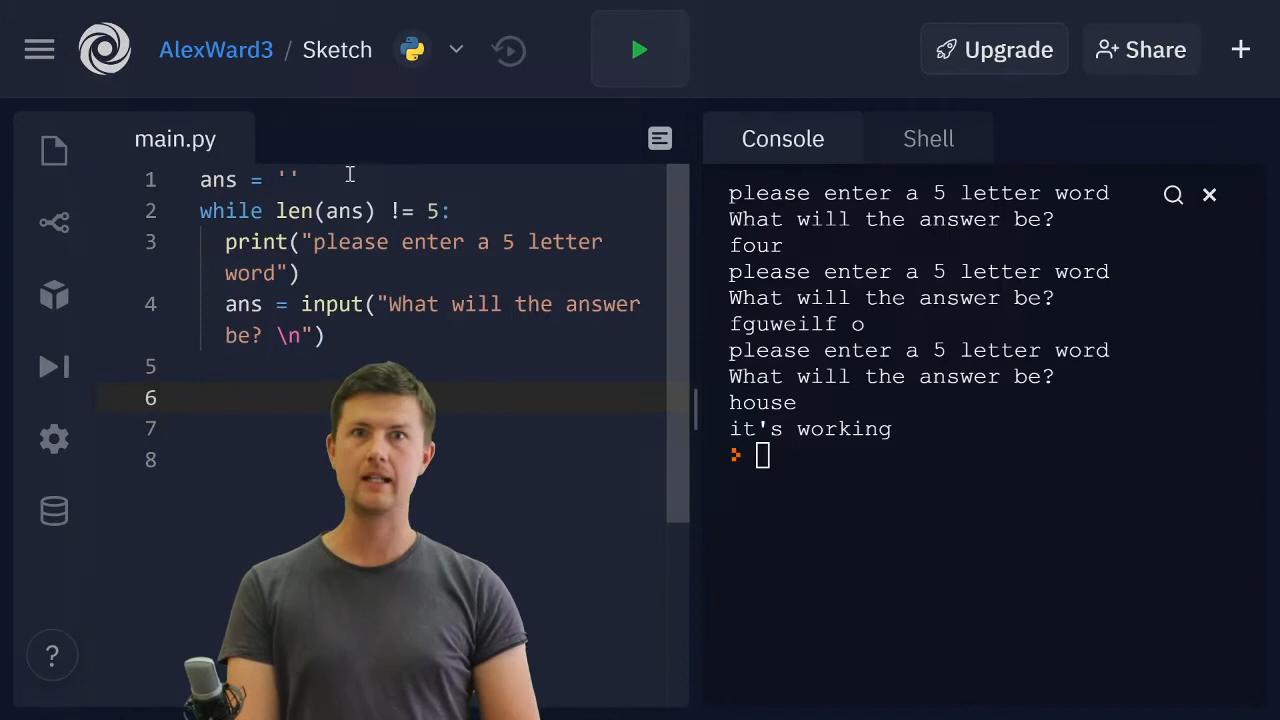 AlexWard3 / Sketch
Upgrade
Share
main.py
1 ans = ''
2 while len(ans) != 5:
3 print("please enter a 5 letter
word")
4 ans = input("What will the answer
be? \n")
5
6
7
8
?
Console
Shell
please enter a 5 letter word
What will the answer be?
four
please enter a 5 letter word
What will the answer be?
fguweilf o
please enter a 5 letter word
What will the answer be?
house
it's working